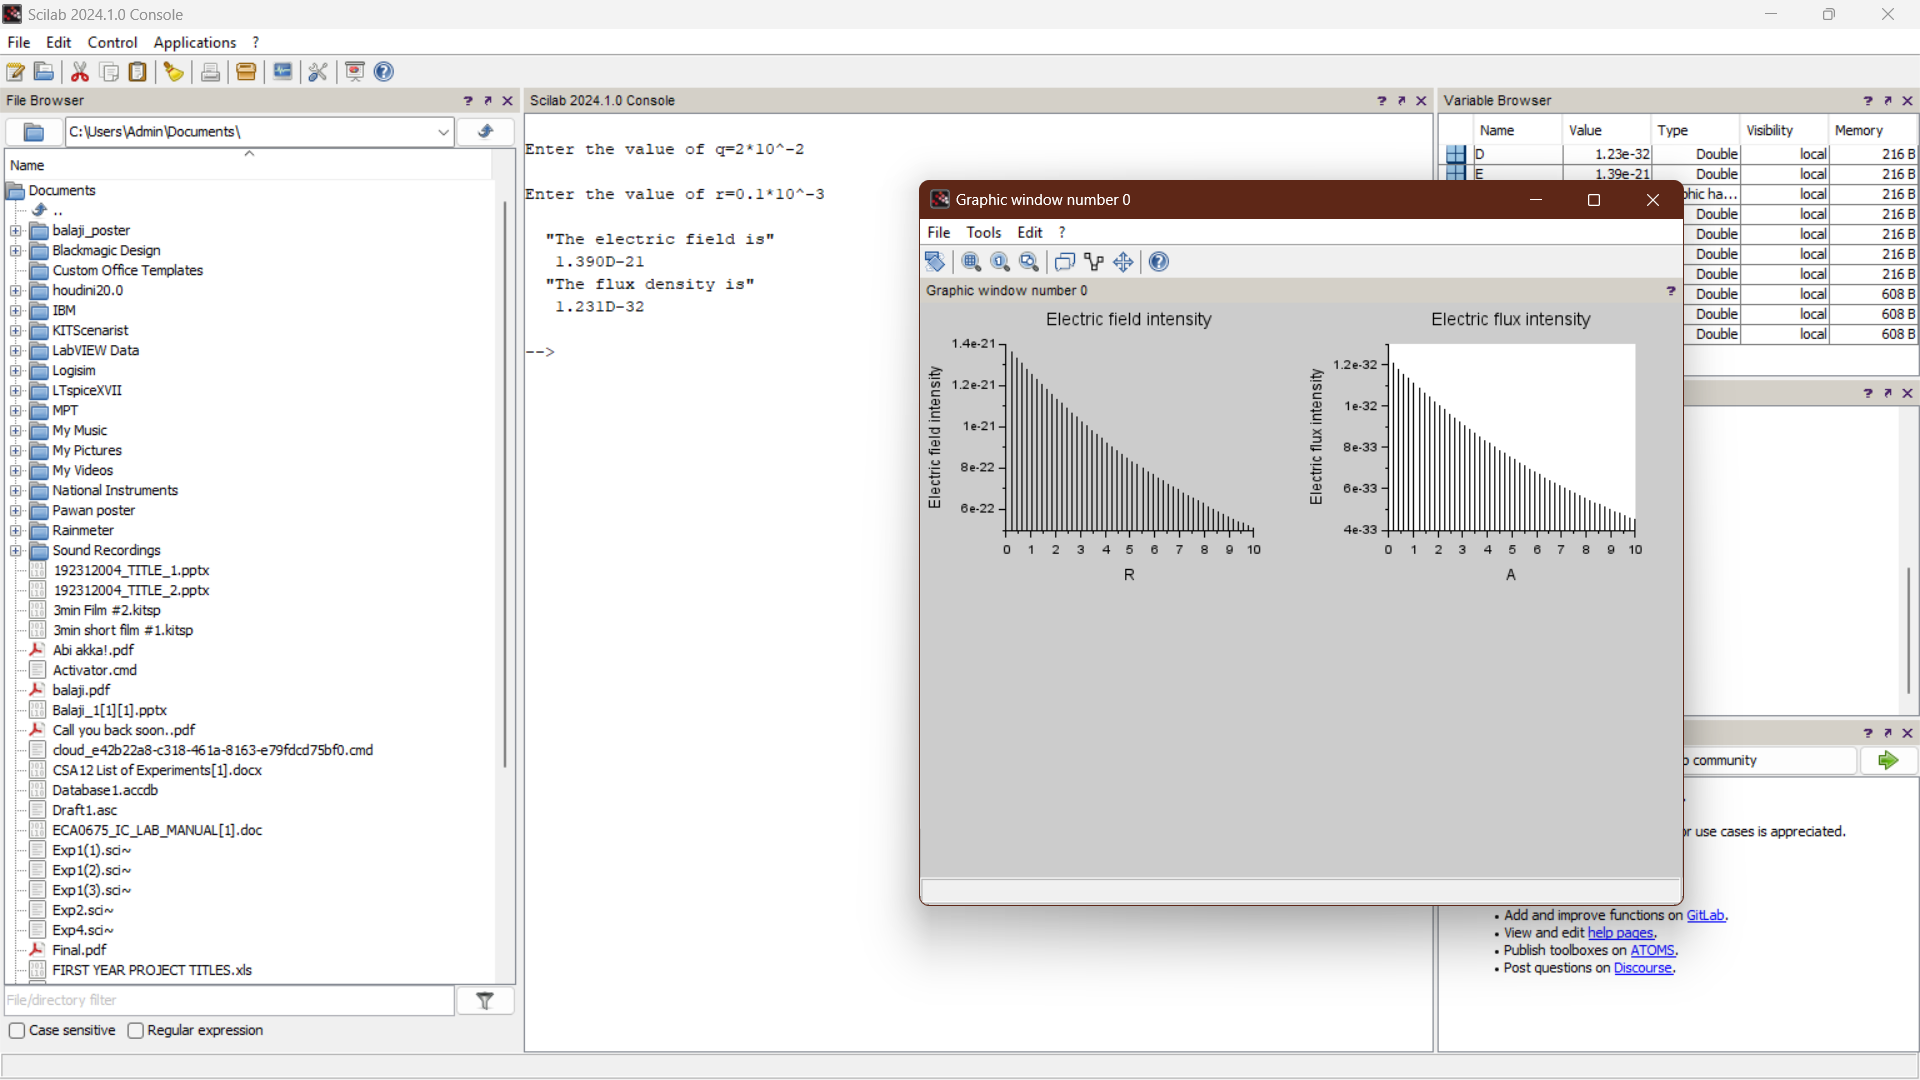 Scilab 2024.1.0 Console
File Edit Control Applications ?
File Browser
C:\Users\Admin\Documents\
Name
Documents
..
balaji_poster
Blackmagic Design
Custom Office Templates
houdini20.0
IBM
KITScenarist
LabVIEW Data
Logisim
LTspiceXVII
MPT
My Music
My Pictures
My Videos
National Instruments
Pawan poster
Rainmeter
Sound Recordings
192312004_TITLE_1.pptx
192312004_TITLE_2.pptx
3min Film #2.kitsp
3min short film #1.kitsp
Abi akka!.pdf
Activator.cmd
balaji.pdf
Balaji_1[1][1].pptx
Call you back soon..pdf
cloud_e42b22a8-c318-461a-8163-e79fdcd75bf0.cmd
CSA12 List of Experiments[1].docx
Database1.accdb
Draft1.asc
ECA0675_IC_LAB_MANUAL[1].doc
Exp1(1).sci~
Exp1(2).sci~
Exp1(3).sci~
Exp2.sci~
Exp4.sci~
Final.pdf
FIRST YEAR PROJECT TITLES.xls
File/directory filter
Case sensitive Regular expression
Scilab 2024.1.0 Console
Enter the value of q=2*10^-2
Enter the value of r=0.1*10^-3
"The electric field is"
1.390D-21
"The flux density is"
1.231D-32
-->
Graphic window number 0
File Tools Edit ?
Graphic window number 0 ?
Electric field intensity
Electric field intensity
1.4e-21
1.2e-21
1e-21
8e-22
6e-22
0 1 2 3 4 5 6 7 8 9 10
R
Electric flux intensity
Electric flux intensity
1.2e-32
1e-32
8e-33
6e-33
4e-33
0 1 2 3 4 5 6 7 8 9 10
A
Variable Browser
Name Value Type Visibility Memory
D 1.23e-32 Double local 216 B
E 1.39e-21 Double local 216 B
phic ha... local 216 B
Double local 216 B
Double local 216 B
Double local 216 B
Double local 216 B
Double local 608 B
Double local 608 B
Double local 608 B
community
or use cases is appreciated.
• Add and improve functions on GitLab.
• View and edit help pages.
• Publish toolboxes on ATOMS.
• Post questions on Discourse.